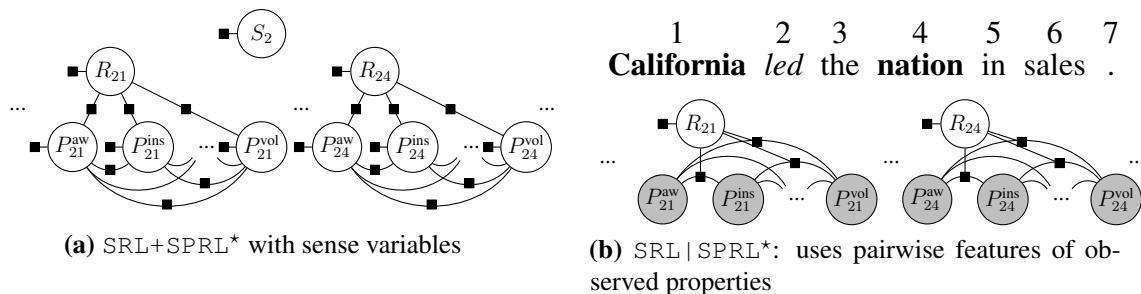 S₂
R₂₁ R₂₄
... ...
P₂₁ᵃʷ P₂₁ⁱⁿˢ ... P₂₁ᵛᵒˡ P₂₄ᵃʷ P₂₄ⁱⁿˢ ... P₂₄ᵛᵒˡ
(a) SRL+SPRL* with sense variables
1 2 3 4 5 6 7
California led the nation in sales .
R₂₁ R₂₄
... ... ...
P₂₁ᵃʷ P₂₁ⁱⁿˢ ... P₂₁ᵛᵒˡ P₂₄ᵃʷ P₂₄ⁱⁿˢ ... P₂₄ᵛᵒˡ
(b) SRL|SPRL*: uses pairwise features of ob-
served properties